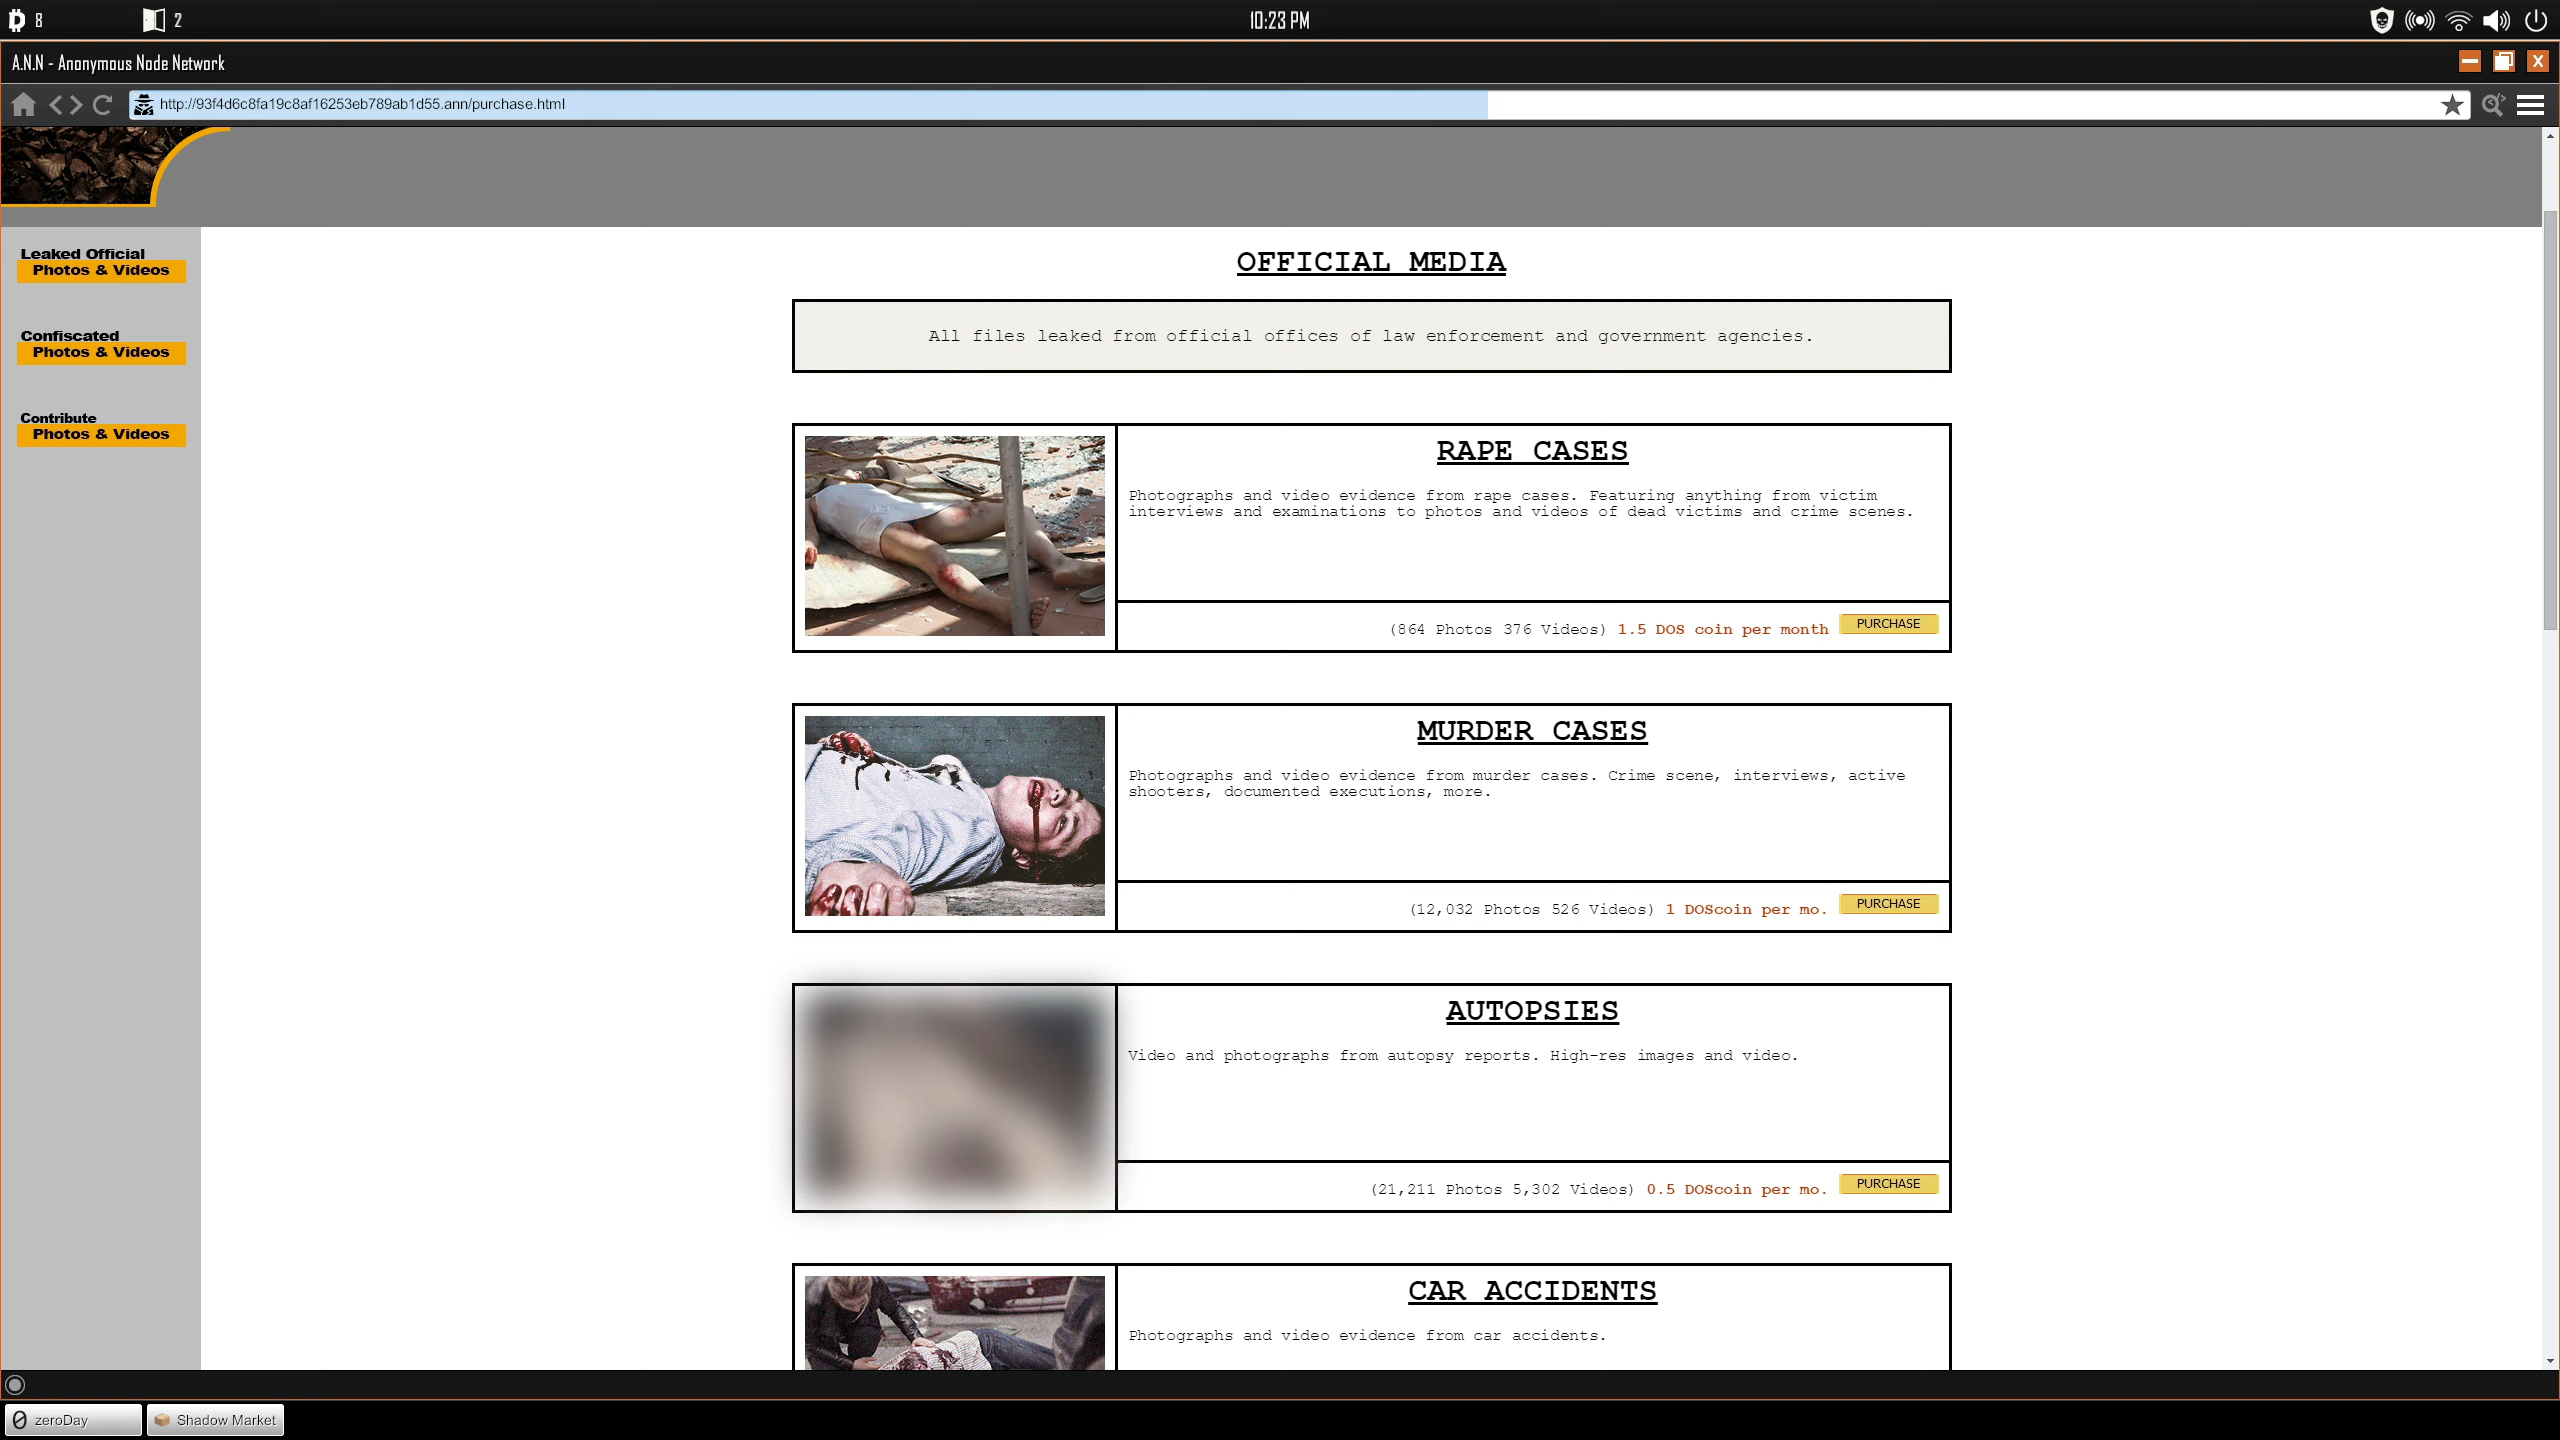 8
2
10:23 PM
A.N.N - Anonymous Node Network
http://93f4d6c8fa19c8af16253eb789ab1d55.ann/purchase.html
Leaked Official
Photos & Videos
Confiscated
Photos & Videos
Contribute
Photos & Videos
OFFICIAL MEDIA
All files leaked from official offices of law enforcement and government agencies.
RAPE CASES
Photographs and video evidence from rape cases. Featuring anything from victim
interviews and examinations to photos and videos of dead victims and crime scenes.
(864 Photos 376 Videos) 1.5 DOS coin per month PURCHASE
MURDER CASES
Photographs and video evidence from murder cases. Crime scene, interviews, active
shooters, documented executions, more.
(12,032 Photos 526 Videos) 1 DOScoin per mo. PURCHASE
AUTOPSIES
Video and photographs from autopsy reports. High-res images and video.
(21,211 Photos 5,302 Videos) 0.5 DOScoin per mo. PURCHASE
CAR ACCIDENTS
Photographs and video evidence from car accidents.
zeroDay
Shadow Market